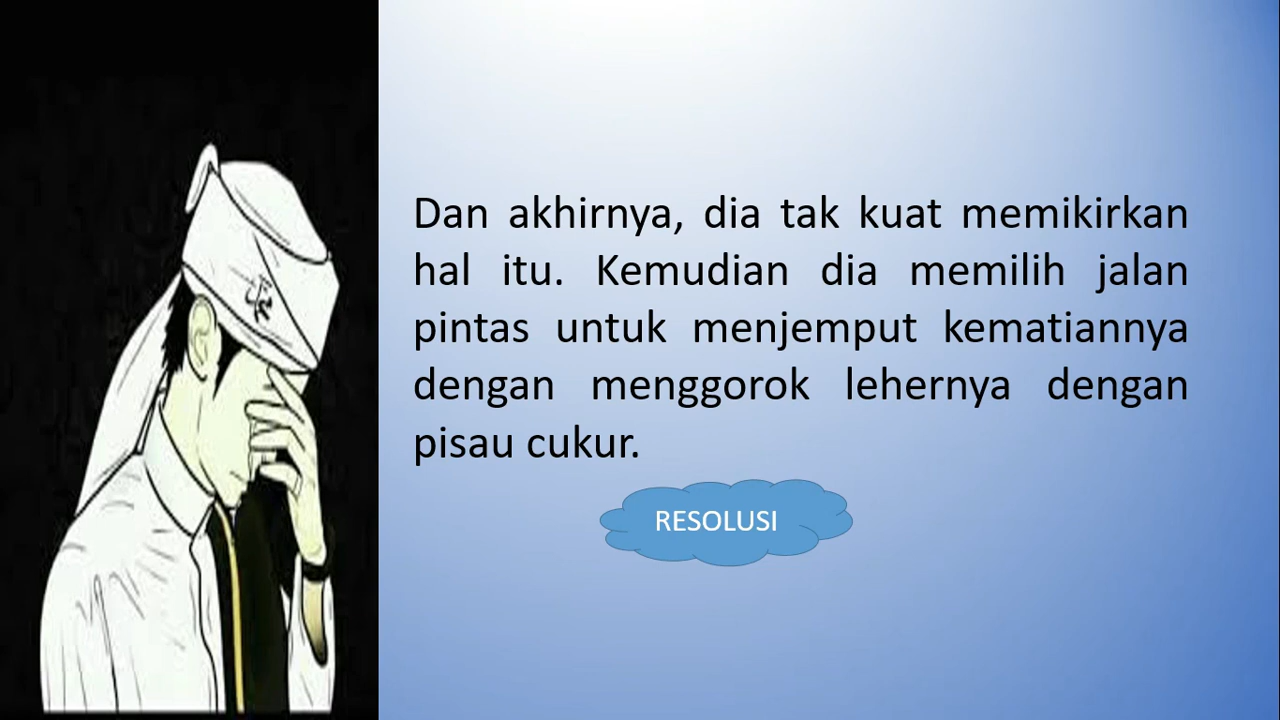 Dan akhirnya, dia tak kuat memikirkan
hal itu. Kemudian dia memilih jalan
pintas untuk menjemput kematiannya
dengan menggorok lehernya dengan
pisau cukur.
RESOLUSI